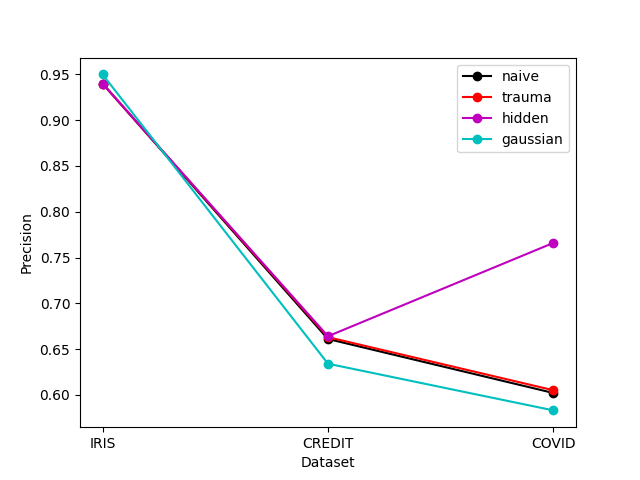 0.95
0.90
0.85
0.80
0.75
0.70
0.65
0.60
Precision
IRIS
CREDIT
COVID
Dataset
naive
trauma
hidden
gaussian